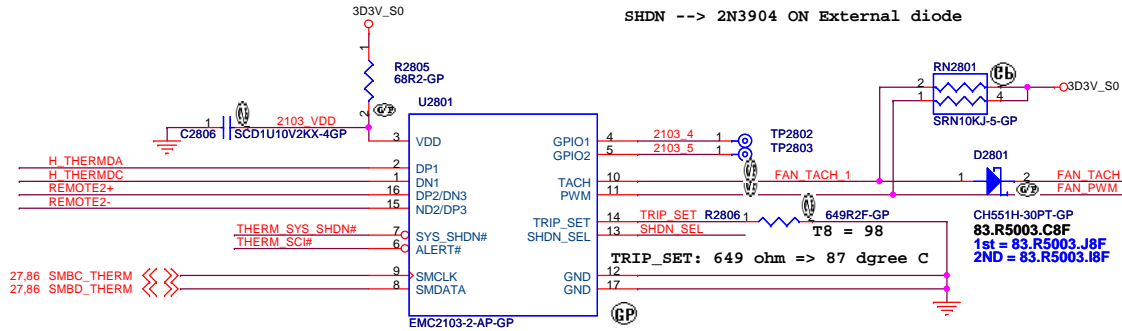 SHDN --> 2N3904 ON External diode
3D3V_S0
1
R2805
68R2-GP
2
U2801
C2806
1
2103_VDD
SCD1U10V2KX-4GP
RN2801
2
1
4
3D3V_S0
SRN10KJ-5-GP
3
VDD
GPIO1
4
2103_4
1
TP2802
GPIO2
5
2103_5
1
TP2803
H_THERMDA
2
DP1
H_THERMDC
1
DN1
REMOTE2+
16
DP2/DN3
REMOTE2-
15
ND2/DP3
TACH
10
FAN_TACH_1
1
D2801
2
FAN_TACH
PWM
11
FAN_PWM
CH551H-30PT-GP
83.R5003.C8F
1st = 83.R5003.J8F
2ND = 83.R5003.I8F
THERM_SYS_SHDN#
7
SYS_SHDN#
THERM_SCI#
6
ALERT#
TRIP_SET
14
TRIP_SET
R2806
1
649R2F-GP
SHDN_SEL
13
SHDN_SEL
T8 = 98
TRIP_SET: 649 ohm => 87 dgree C
27,86 SMBC_THERM
9
SMCLK
27,86 SMBD_THERM
8
SMDATA
GND
12
GND
17
GP
EMC2103-2-AP-GP